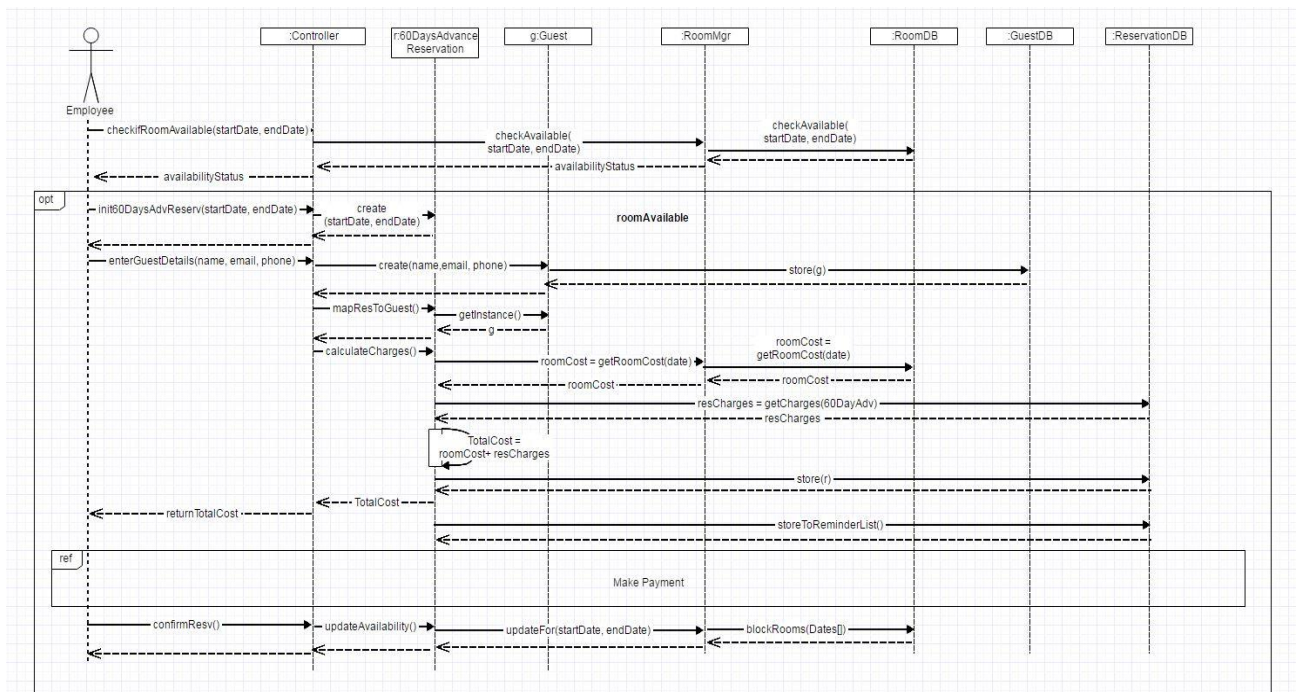 :Controller
r:60DaysAdvance
Reservation
g:Guest
:RoomMgr
:RoomDB
:GuestDB
:ReservationDB
Employee
checkifRoomAvailable(startDate, endDate)
checkAvailable(
startDate, endDate)
checkAvailable(
startDate, endDate)
availabilityStatus
availabilityStatus
opt
roomAvailable
init60DaysAdvReserv(startDate, endDate)
create
(startDate, endDate)
enterGuestDetails(name, email, phone)
create(name,email, phone)
store(g)
mapResToGuest()
getInstance()
g
calculateCharges()
roomCost = getRoomCost(date)
roomCost =
getRoomCost(date)
roomCost
roomCost
resCharges = getCharges(60DayAdv)
resCharges
TotalCost =
roomCost+ resCharges
store(r)
TotalCost
returnTotalCost
storeToReminderList()
ref
Make Payment
confirmResv()
updateAvailability()
updateFor(startDate, endDate)
blockRooms(Dates[])